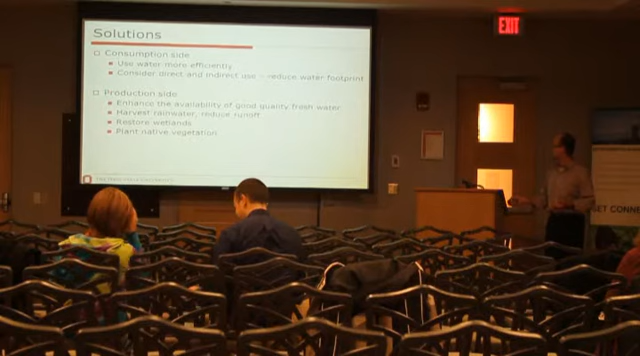 Solutions
Consumption side
Use water more efficiently
Consider direct and indirect use – reduce water footprint
Production side
Enhance the availability of good quality fresh water
Harvest rainwater, reduce runoff
Restore wetlands
Plant native vegetation
EXIT
GET CONNE